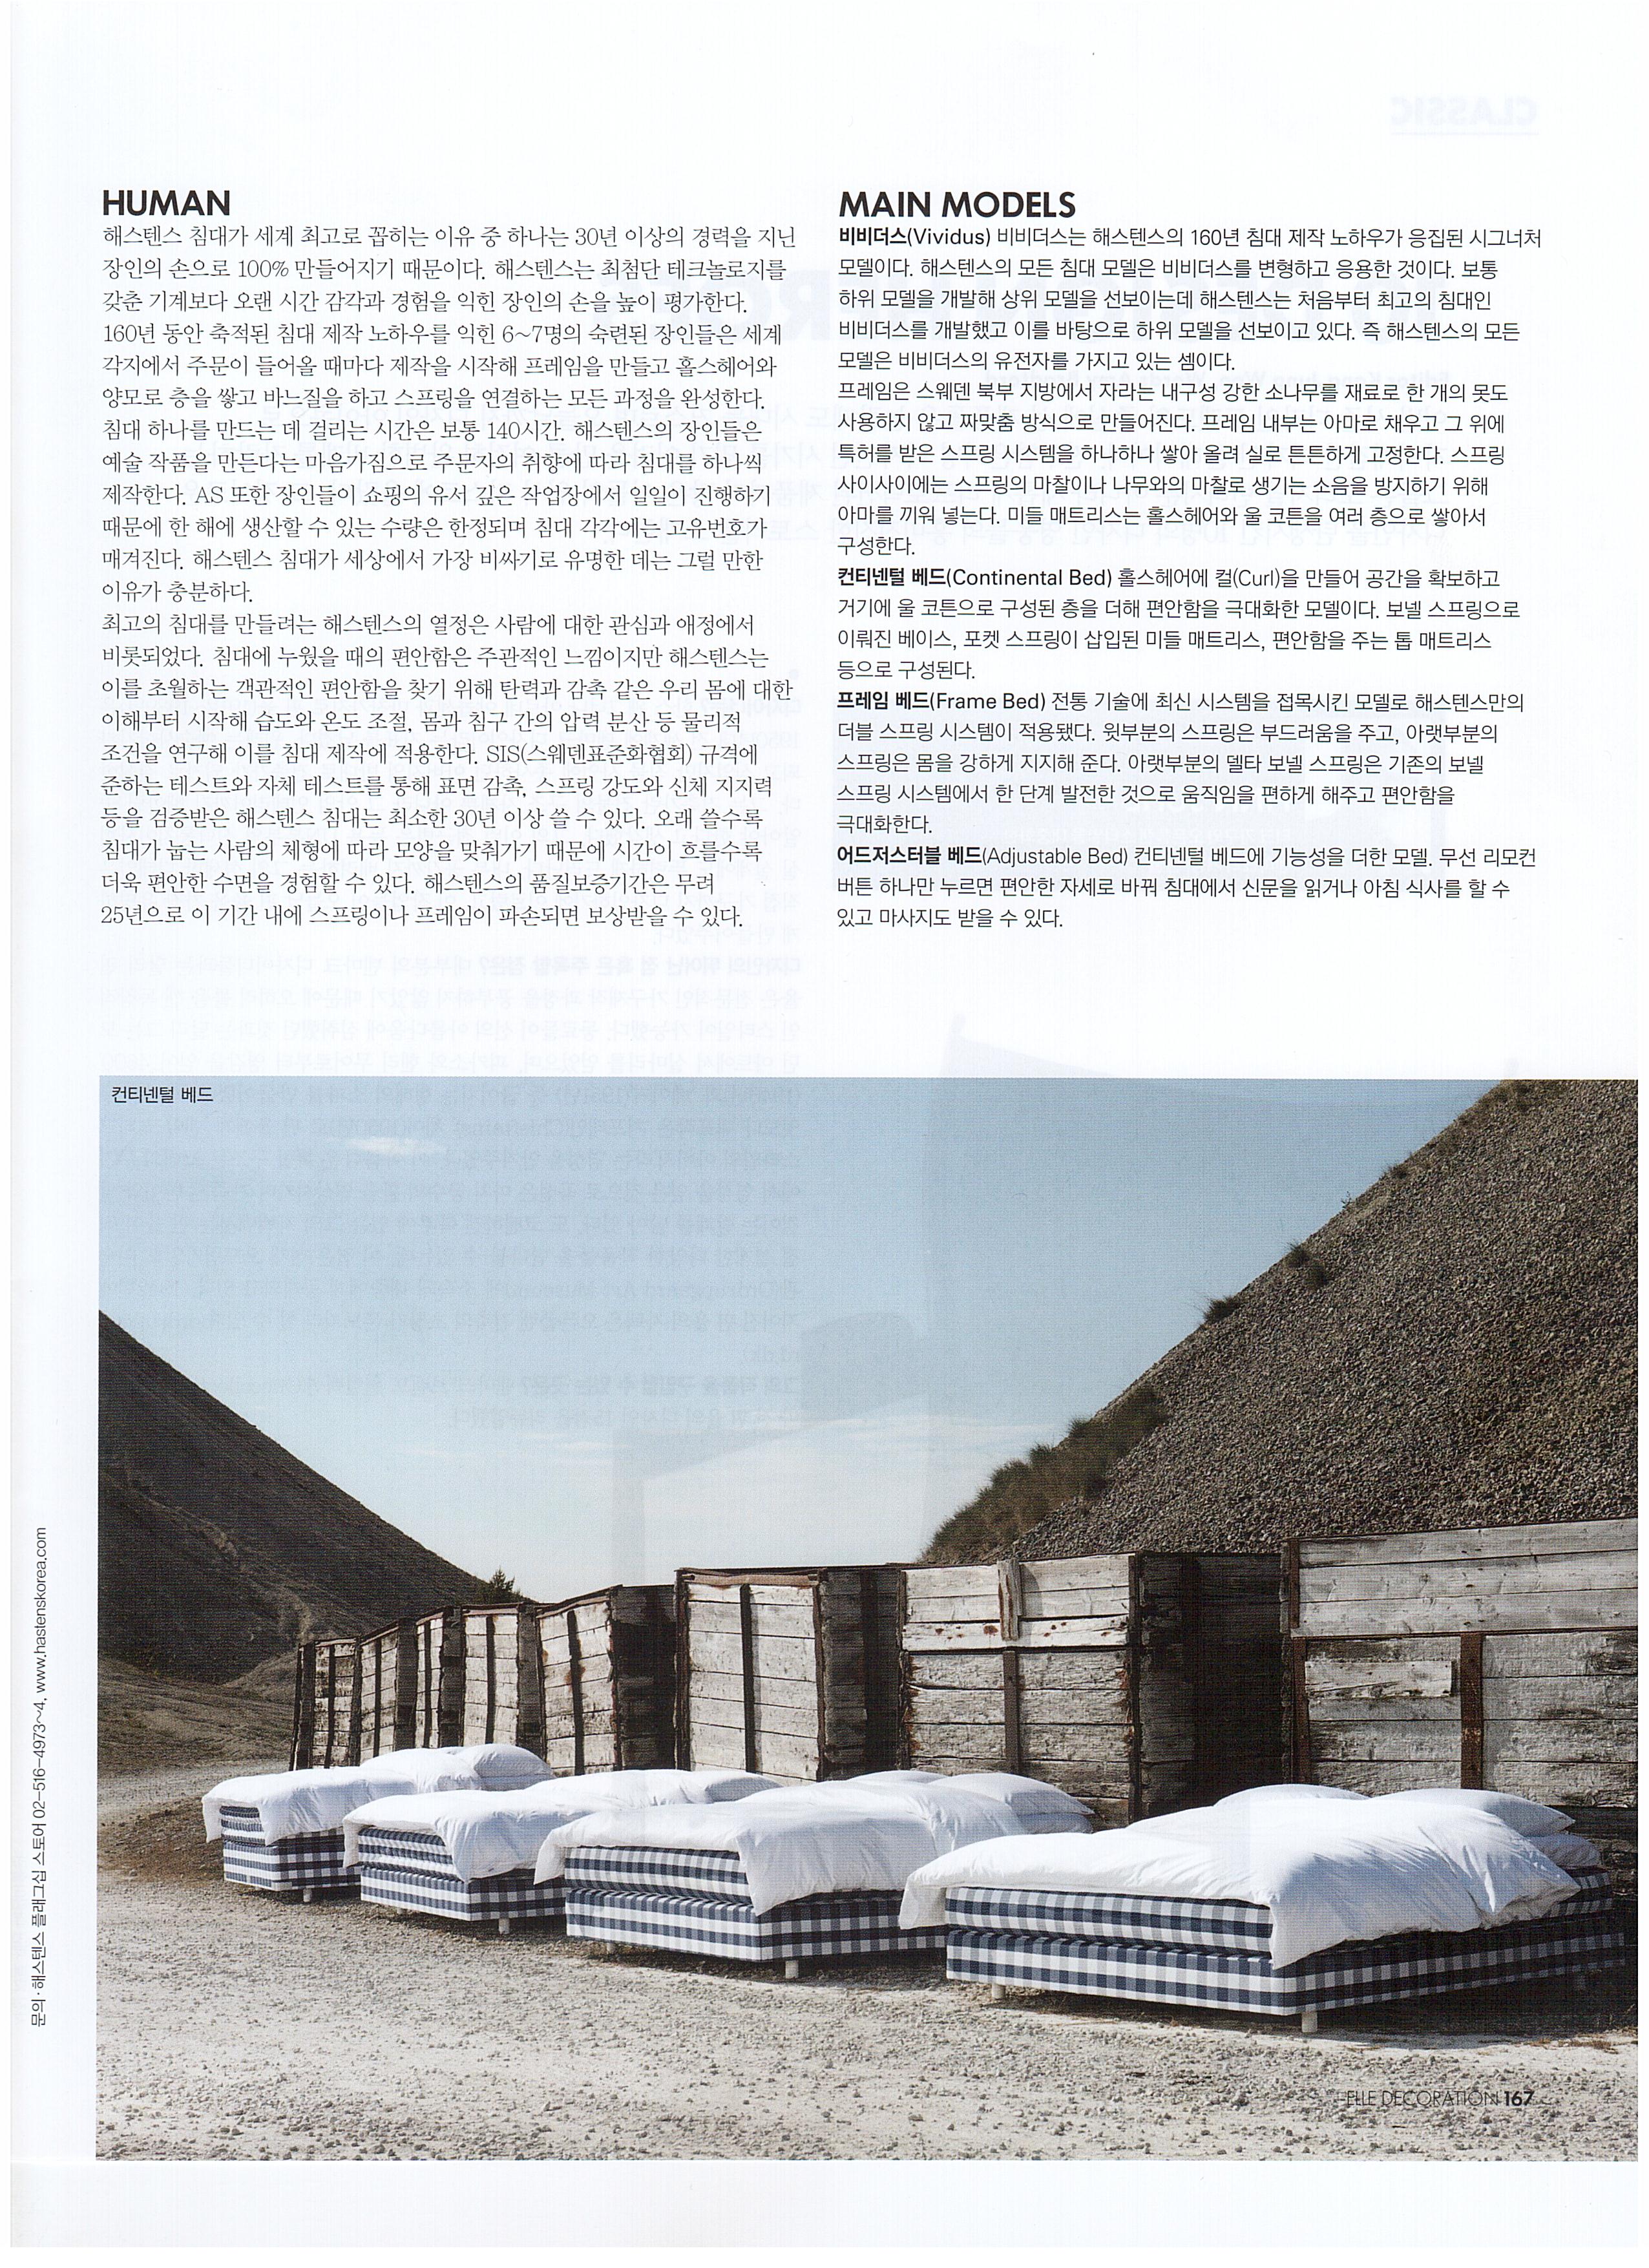 HUMAN
해스텐스 침대가 세계 최고로 꼽히는 이유 중 하나는 30년 이상의 경력을 지닌
장인의 손으로 100% 만들어지기 때문이다. 해스텐스는 최첨단 테크놀로지를
갖춘 기계보다 오랜 시간 감각과 경험을 익힌 장인의 손을 높이 평가한다.
160년 동안 축적된 침대 제작 노하우를 익힌 6~7명의 숙련된 장인들은 세계
각지에서 주문이 들어올 때마다 제작을 시작해 프레임을 만들고 홀스헤어와
양모로 층을 쌓고 바느질을 하고 스프링을 연결하는 모든 과정을 완성한다.
침대 하나를 만드는 데 걸리는 시간은 보통 140시간. 해스텐스의 장인들은
예술 작품을 만든다는 마음가짐으로 주문자의 취향에 따라 침대를 하나씩
제작한다. AS 또한 장인들이 쇼핑의 유서 깊은 작업장에서 일일이 진행하기
때문에 한 해에 생산할 수 있는 수량은 한정되며 침대 각각에는 고유번호가
매겨진다. 해스텐스 침대가 세상에서 가장 비싸기로 유명한 데는 그럴 만한
이유가 충분하다.
최고의 침대를 만들려는 해스텐스의 열정은 사람에 대한 관심과 애정에서
비롯되었다. 침대에 누웠을 때의 편안함은 주관적인 느낌이지만 해스텐스는
이를 초월하는 객관적인 편안함을 찾기 위해 탄력과 감촉 같은 우리 몸에 대한
이해부터 시작해 습도와 온도 조절, 몸과 침구 간의 압력 분산 등 물리적
조건을 연구해 이를 침대 제작에 적용한다. SIS(스웨덴표준화협회) 규격에
준하는 테스트와 자체 테스트를 통해 표면 감촉, 스프링 강도와 신체 지지력
등을 검증받은 해스텐스 침대는 최소한 30년 이상 쓸 수 있다. 오래 쓸수록
침대가 눕는 사람의 체형에 따라 모양을 맞춰가기 때문에 시간이 흐를수록
더욱 편안한 수면을 경험할 수 있다. 해스텐스의 품질보증기간은 무려
25년으로 이 기간 내에 스프링이나 프레임이 파손되면 보상받을 수 있다.
MAIN MODELS
비비더스(Vividus) 비비더스는 해스텐스의 160년 침대 제작 노하우가 응집된 시그너처
모델이다. 해스텐스의 모든 침대 모델은 비비더스를 변형하고 응용한 것이다. 보통
하위 모델을 개발해 상위 모델을 선보이는데 해스텐스는 처음부터 최고의 침대인
비비더스를 개발했고 이를 바탕으로 하위 모델을 선보이고 있다. 즉 해스텐스의 모든
모델은 비비더스의 유전자를 가지고 있는 셈이다.
프레임은 스웨덴 북부 지방에서 자라는 내구성 강한 소나무를 재료로 한 개의 못도
사용하지 않고 짜맞춤 방식으로 만들어진다. 프레임 내부는 아마로 채우고 그 위에
특허를 받은 스프링 시스템을 하나하나 쌓아 올려 실로 튼튼하게 고정한다. 스프링
사이사이에는 스프링의 마찰이나 나무와의 마찰로 생기는 소음을 방지하기 위해
아마를 끼워 넣는다. 미들 매트리스는 홀스헤어와 울 코튼을 여러 층으로 쌓아서
구성한다.
컨티넨털 베드(Continental Bed) 홀스헤어에 컬(Curl)을 만들어 공간을 확보하고
거기에 울 코튼으로 구성된 층을 더해 편안함을 극대화한 모델이다. 보넬 스프링으로
이뤄진 베이스, 포켓 스프링이 삽입된 미들 매트리스, 편안함을 주는 톱 매트리스
등으로 구성된다.
프레임 베드(Frame Bed) 전통 기술에 최신 시스템을 접목시킨 모델로 해스텐스만의
더블 스프링 시스템이 적용됐다. 윗부분의 스프링은 부드러움을 주고, 아랫부분의
스프링은 몸을 강하게 지지해 준다. 아랫부분의 델타 보넬 스프링은 기존의 보넬
스프링 시스템에서 한 단계 발전한 것으로 움직임을 편하게 해주고 편안함을
극대화한다.
어드저스터블 베드(Adjustable Bed) 컨티넨털 베드에 기능성을 더한 모델. 무선 리모컨
버튼 하나만 누르면 편안한 자세로 바꿔 침대에서 신문을 읽거나 아침 식사를 할 수
있고 마사지도 받을 수 있다.
컨티넨털 베드
문의·해스텐스 플래그십 스토어 02-516-4973~4, www.hastenskorea.com
ELLE DECORATION 167